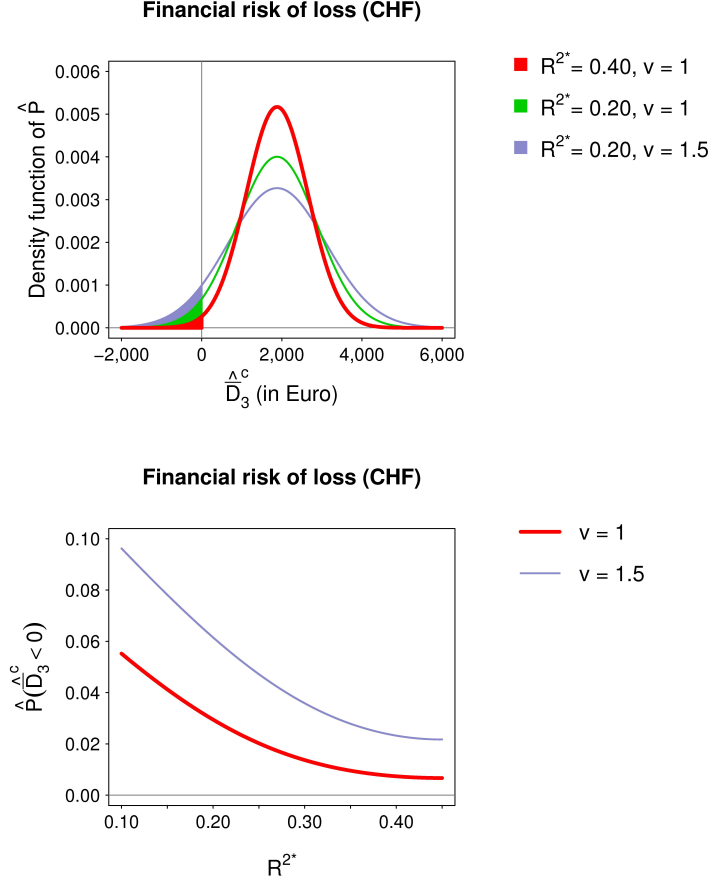 Financial risk of loss (CHF)
R²*= 0.40, v = 1
R²*= 0.20, v = 1
R²*= 0.20, v = 1.5
Density function of P̂
0.006
0.005
0.004
0.003
0.002
0.001
0.000
−2,000 0 2,000 4,000 6,000
D̲̂₃ᶜ (in Euro)
Financial risk of loss (CHF)
v = 1
v = 1.5
P̂(D̲̂₃ᶜ < 0)
0.10
0.08
0.06
0.04
0.02
0.00
0.10 0.20 0.30 0.40
R²*